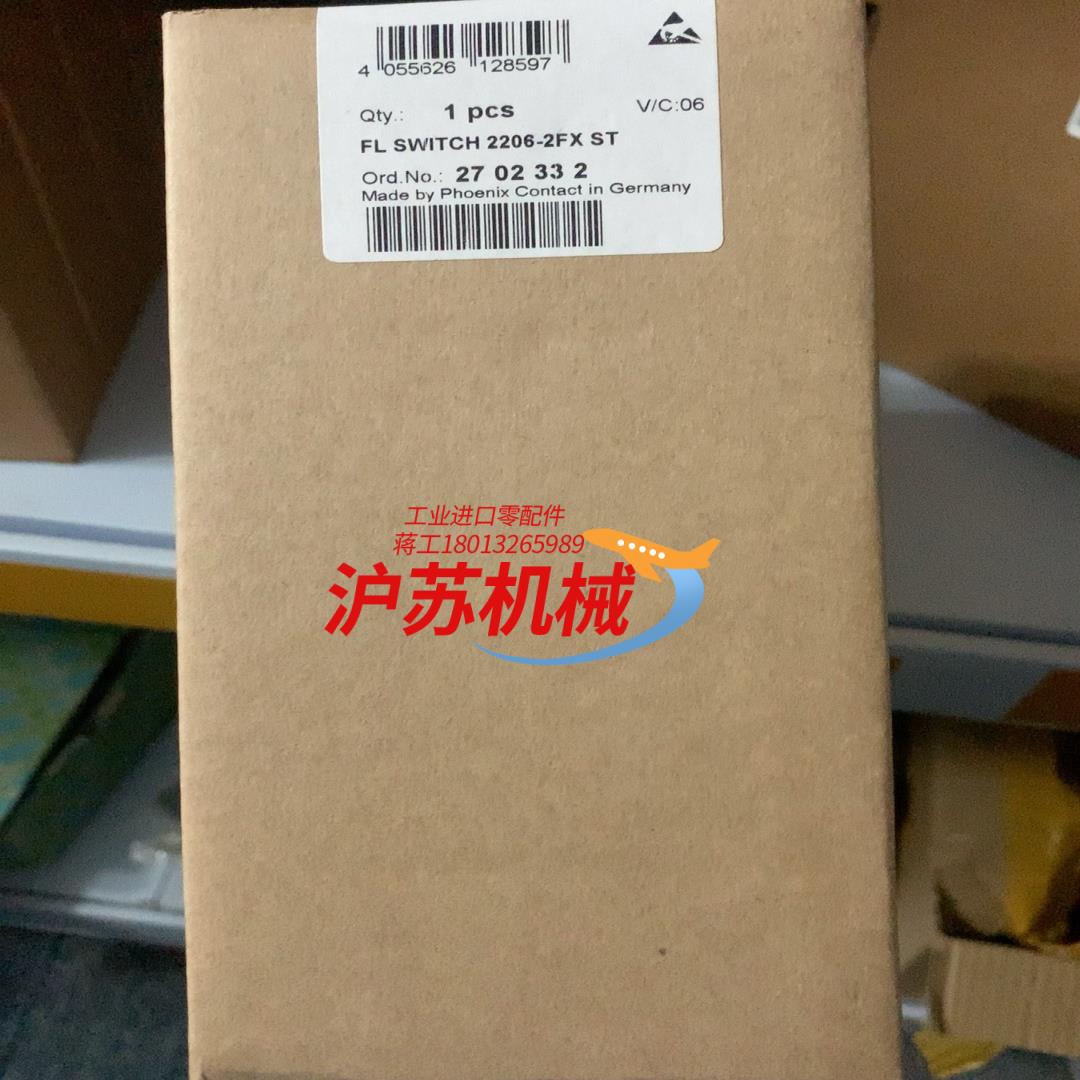 4 055626 128597
Qty.: 1 pcs V/C:06
FL SWITCH 2206-2FX ST
Ord.No.: 27 02 33 2
Made by Phoenix Contact in Germany
工业进口零配件
蒋工18013265989
沪苏机械